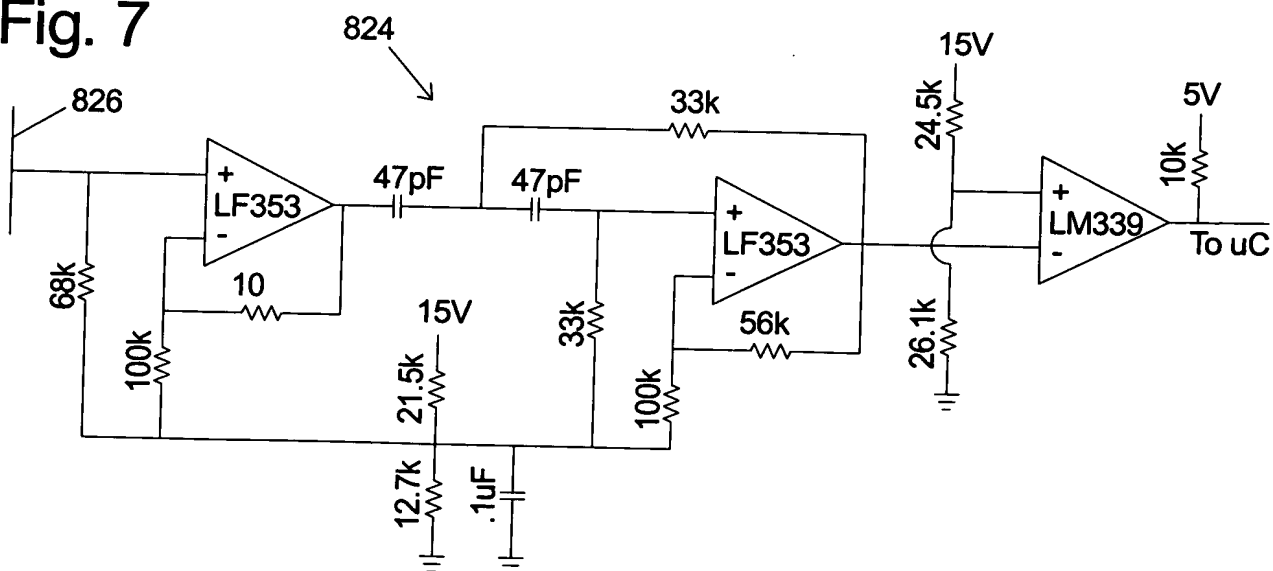 Fig. 7
824
826
15V
24.5k
5V
10k
33k
47pF
47pF
+
LF353
-
+
LF353
-
+
LM339
-
To uC
68k
10
100k
15V
21.5k
33k
56k
100k
26.1k
12.7k
.1uF